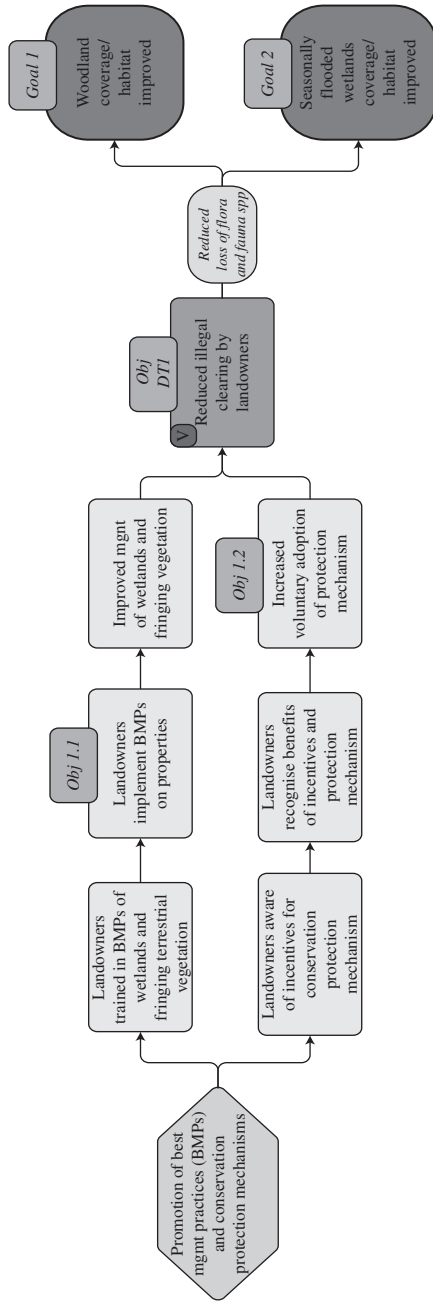 Promotion of best
mgmt practices (BMPs)
and conservation
protection mechanisms
Landowners
trained in BMPs of
wetlands and
fringing terrestrial
vegetation
Obj 1.1
Landowners
implement BMPs
on properties
Improved mgnt
of wetlands and
fringing vegetation
Landowners aware
of incentives for
conservation
protection
mechanism
Landowners
recognise benefits
of incentives and
protection
mechanism
Obj 1.2
Increased
voluntary adoption
of protection
mechanism
Obj
DT1
V
Reduced illegal
clearing by
landowners
Reduced
loss of flora
and fauna spp
Goal 1
Woodland
coverage/
habitat
improved
Goal 2
Seasonally
flooded
wetlands
coverage/
habitat
improved